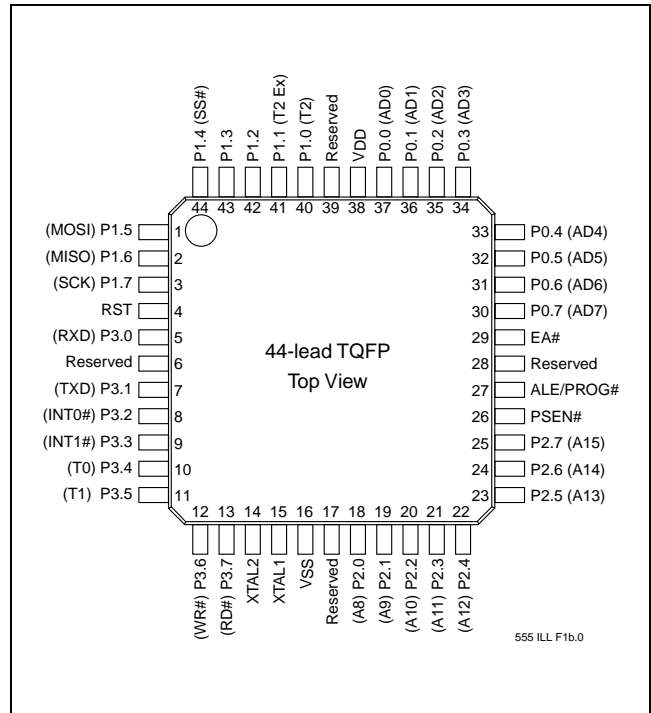 P1.4 (SS#)
P1.3
P1.2
P1.1 (T2 Ex)
P1.0 (T2)
Reserved
VDD
P0.0 (AD0)
P0.1 (AD1)
P0.2 (AD2)
P0.3 (AD3)
44 43 42 41 40 39 38 37 36 35 34
(MOSI) P1.5 1 33 P0.4 (AD4)
(MISO) P1.6 2 32 P0.5 (AD5)
(SCK) P1.7 3 31 P0.6 (AD6)
RST 4 30 P0.7 (AD7)
(RXD) P3.0 5 29 EA#
Reserved 6 28 Reserved
(TXD) P3.1 7 27 ALE/PROG#
(INT0#) P3.2 8 26 PSEN#
(INT1#) P3.3 9 25 P2.7 (A15)
(T0) P3.4 10 24 P2.6 (A14)
(T1) P3.5 11 23 P2.5 (A13)
44-lead TQFP
Top View
12 13 14 15 16 17 18 19 20 21 22
(WR#) P3.6
(RD#) P3.7
XTAL2
XTAL1
VSS
Reserved
(A8) P2.0
(A9) P2.1
(A10) P2.2
(A11) P2.3
(A12) P2.4
555 ILL F1b.0